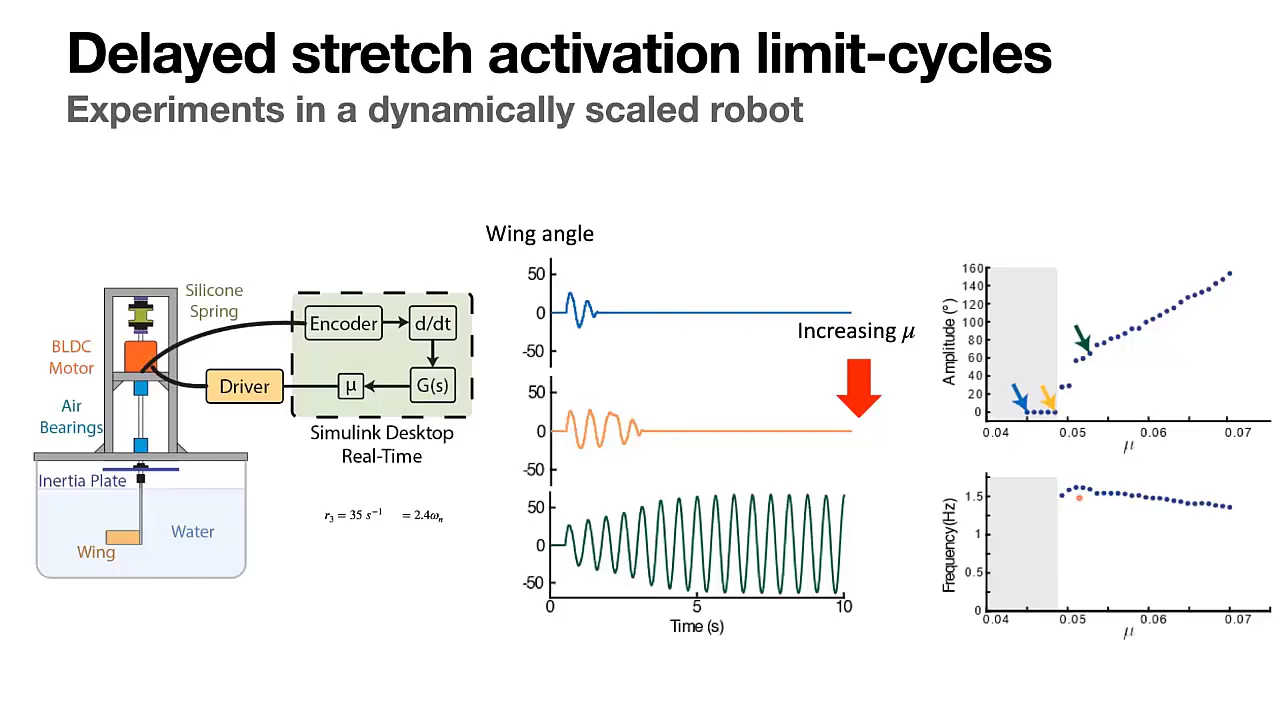 Delayed stretch activation limit-cycles
Experiments in a dynamically scaled robot
Silicone
Spring
BLDC
Motor
Air
Bearings
Inertia Plate
Water
Wing
Encoder
d/dt
Driver
μ
G(s)
Simulink Desktop
Real-Time
r₃ = 35 s⁻¹ = 2.4ωₙ
Wing angle
50
0
-50
50
0
-50
50
0
-50
0 5 10
Time (s)
Increasing μ
Amplitude (°)
160
140
120
100
80
60
40
20
0
0.04 0.05 0.06 0.07
μ
Frequency(Hz)
1.5
1
0.5
0
0.04 0.05 0.06 0.07
μ